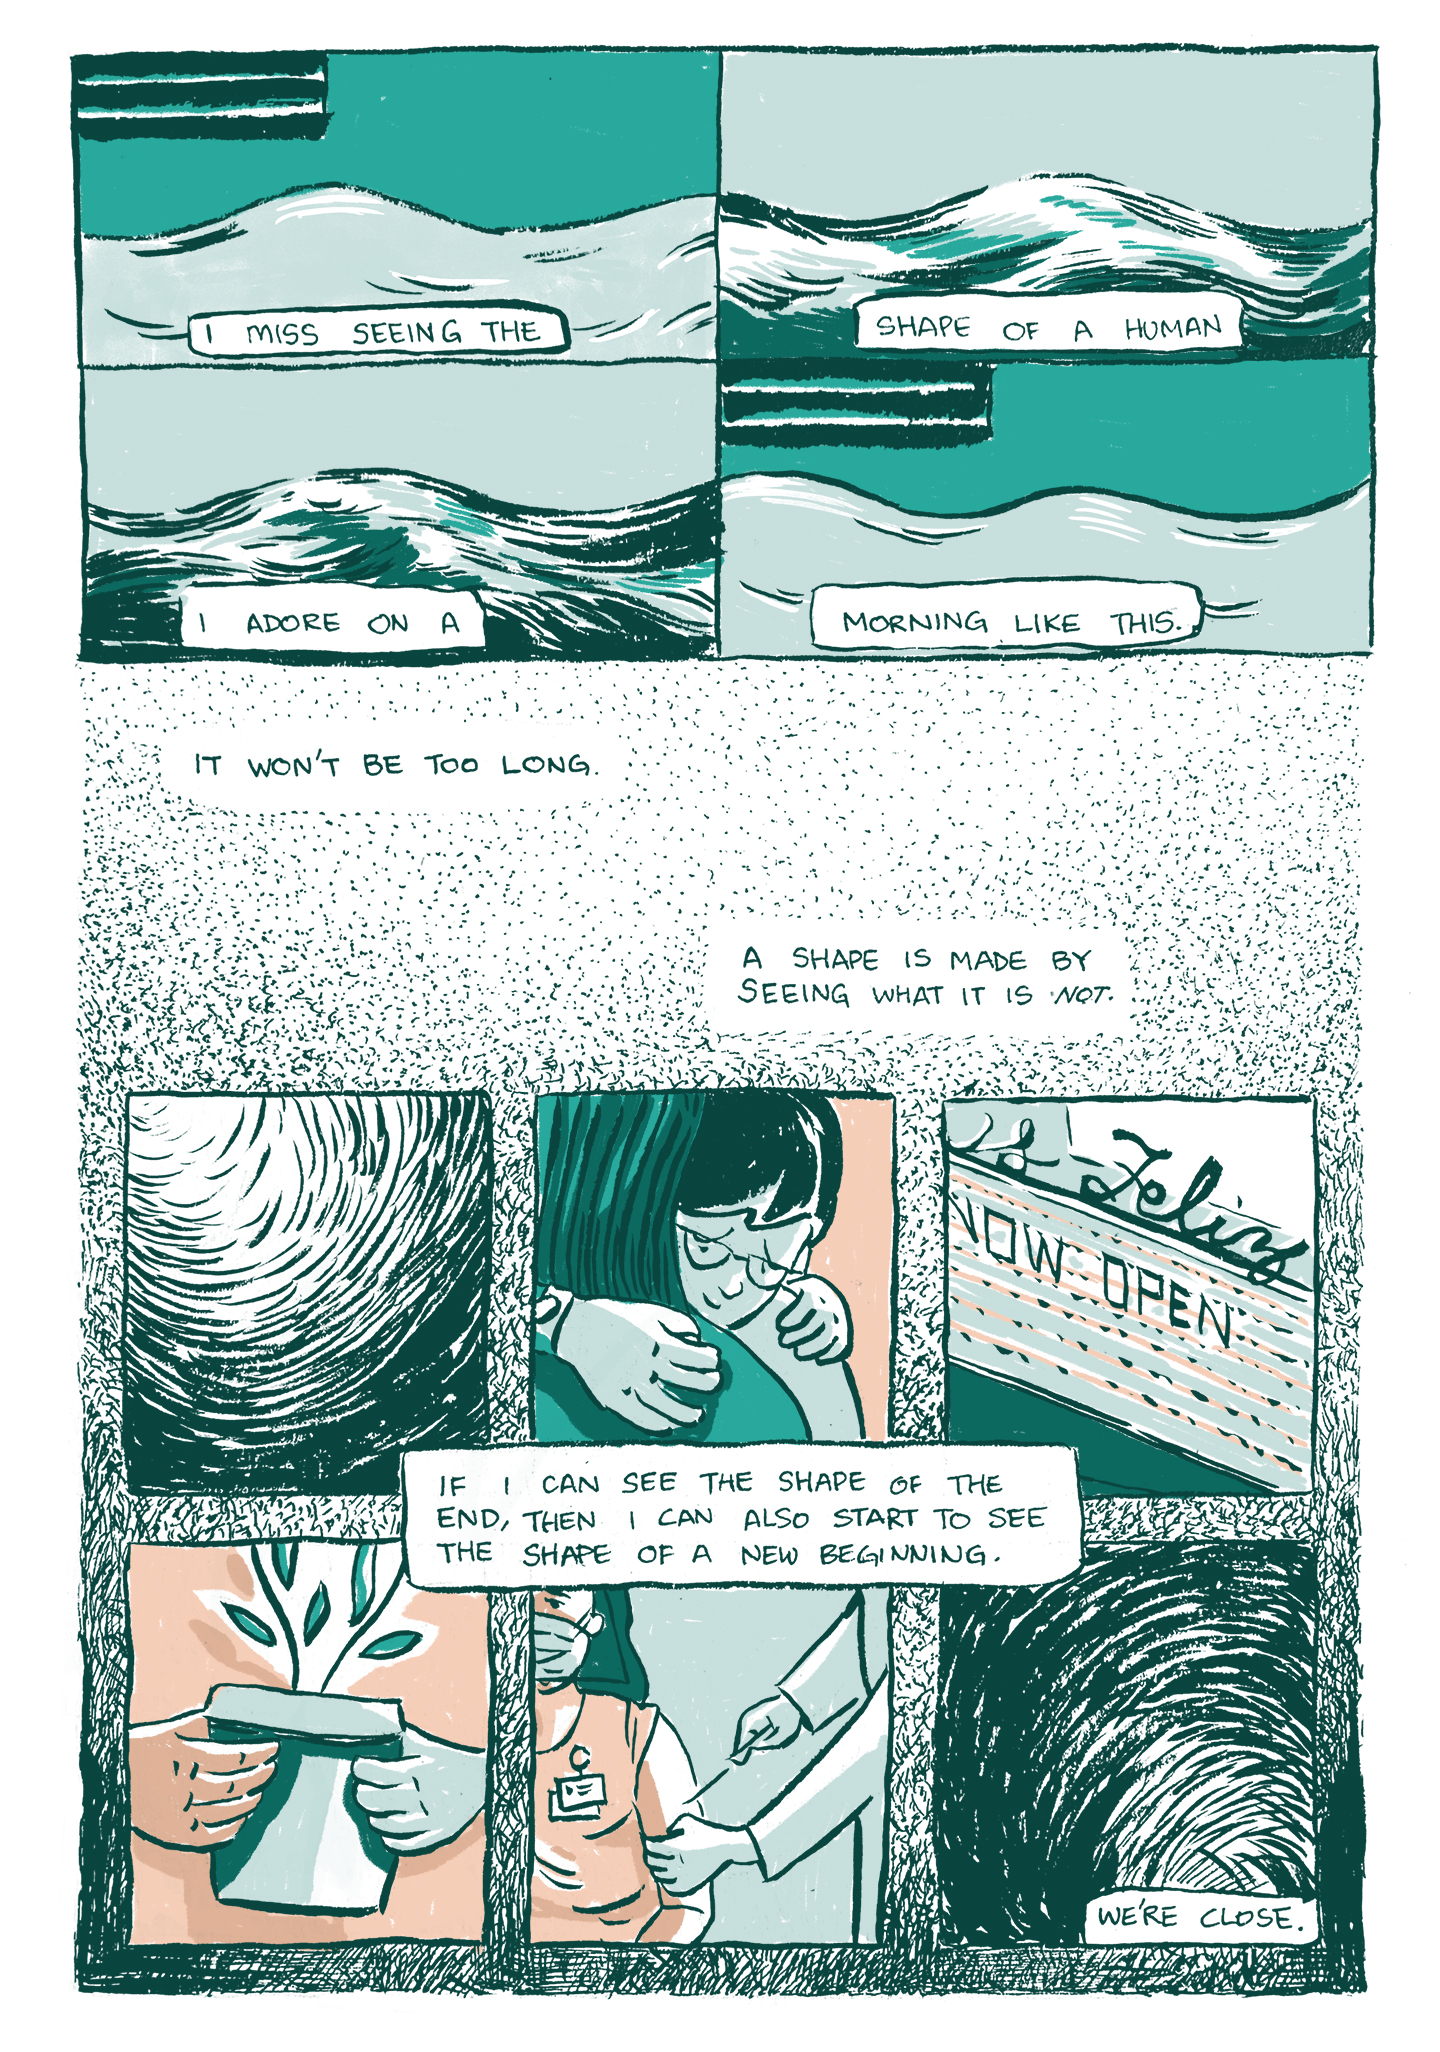 I MISS SEEING THE
SHAPE OF A HUMAN
I ADORE ON A
MORNING LIKE THIS.
IT WON'T BE TOO LONG.
A SHAPE IS MADE BY
SEEING WHAT IT IS NOT.
NOW OPEN
IF I CAN SEE THE SHAPE OF THE
END, THEN I CAN ALSO START TO SEE
THE SHAPE OF A NEW BEGINNING.
WE'RE CLOSE.